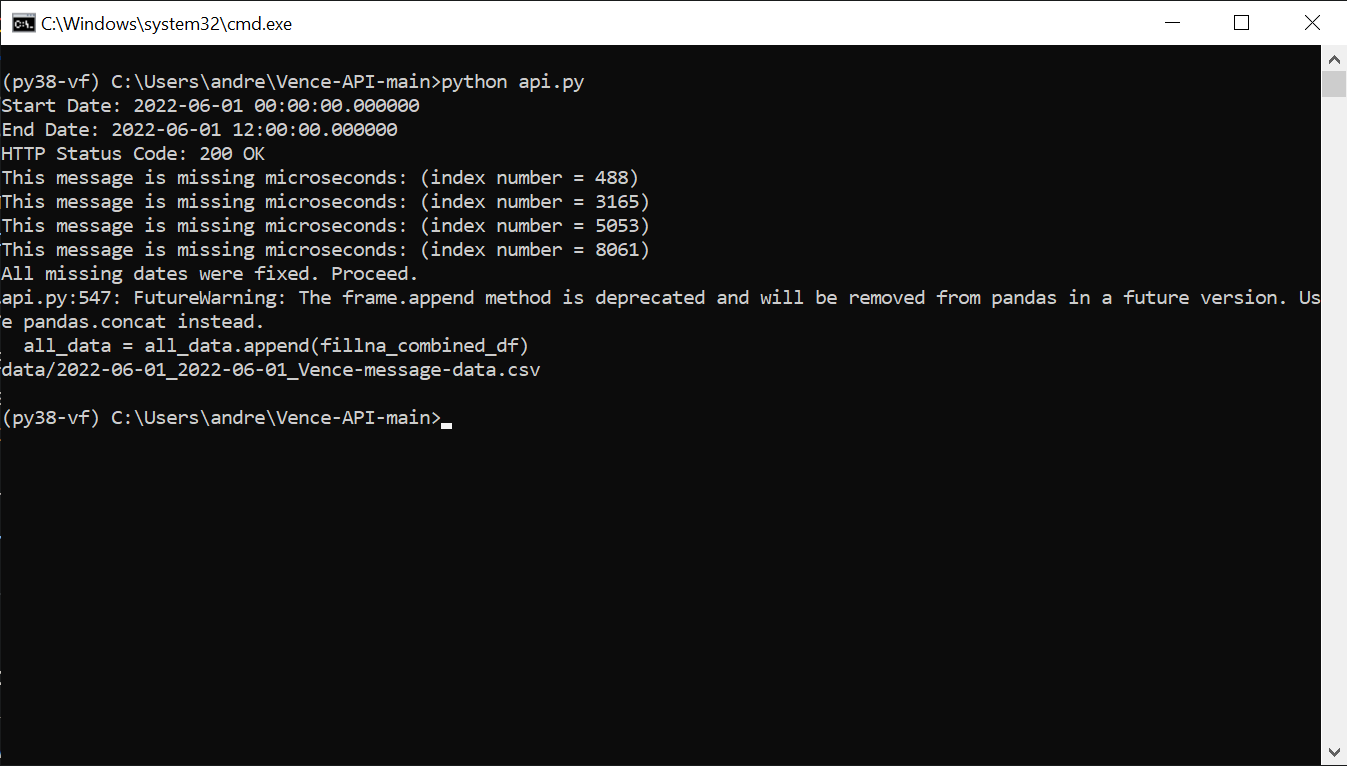 C:\Windows\system32\cmd.exe
(py38-vf) C:\Users\andre\Vence-API-main>python api.py
Start Date: 2022-06-01 00:00:00.000000
End Date: 2022-06-01 12:00:00.000000
HTTP Status Code: 200 OK
This message is missing microseconds: (index number = 488)
This message is missing microseconds: (index number = 3165)
This message is missing microseconds: (index number = 5053)
This message is missing microseconds: (index number = 8061)
All missing dates were fixed. Proceed.
api.py:547: FutureWarning: The frame.append method is deprecated and will be removed from pandas in a future version. Us
e pandas.concat instead.
  all_data = all_data.append(fillna_combined_df)
data/2022-06-01_2022-06-01_Vence-message-data.csv
(py38-vf) C:\Users\andre\Vence-API-main>